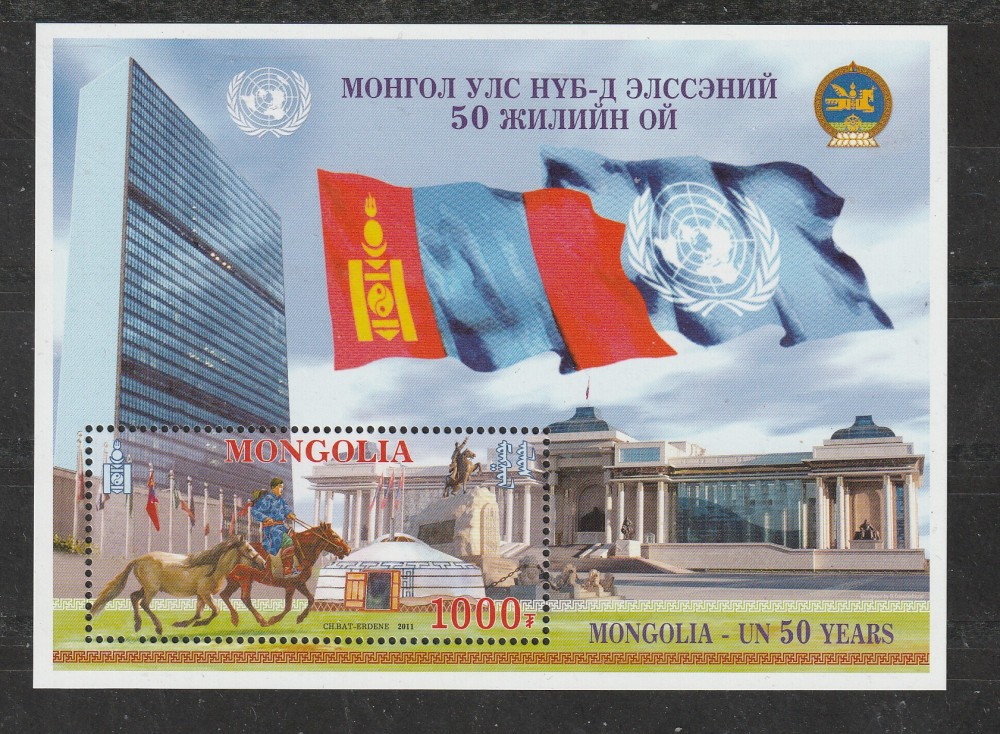 МОНГОЛ УЛС НҮБ-Д ЭЛССЭНИЙ
50 ЖИЛИЙН ОЙ
MONGOLIA
CH.BAT-ERDENE 2011
1000₮
MONGOLIA - UN 50 YEARS